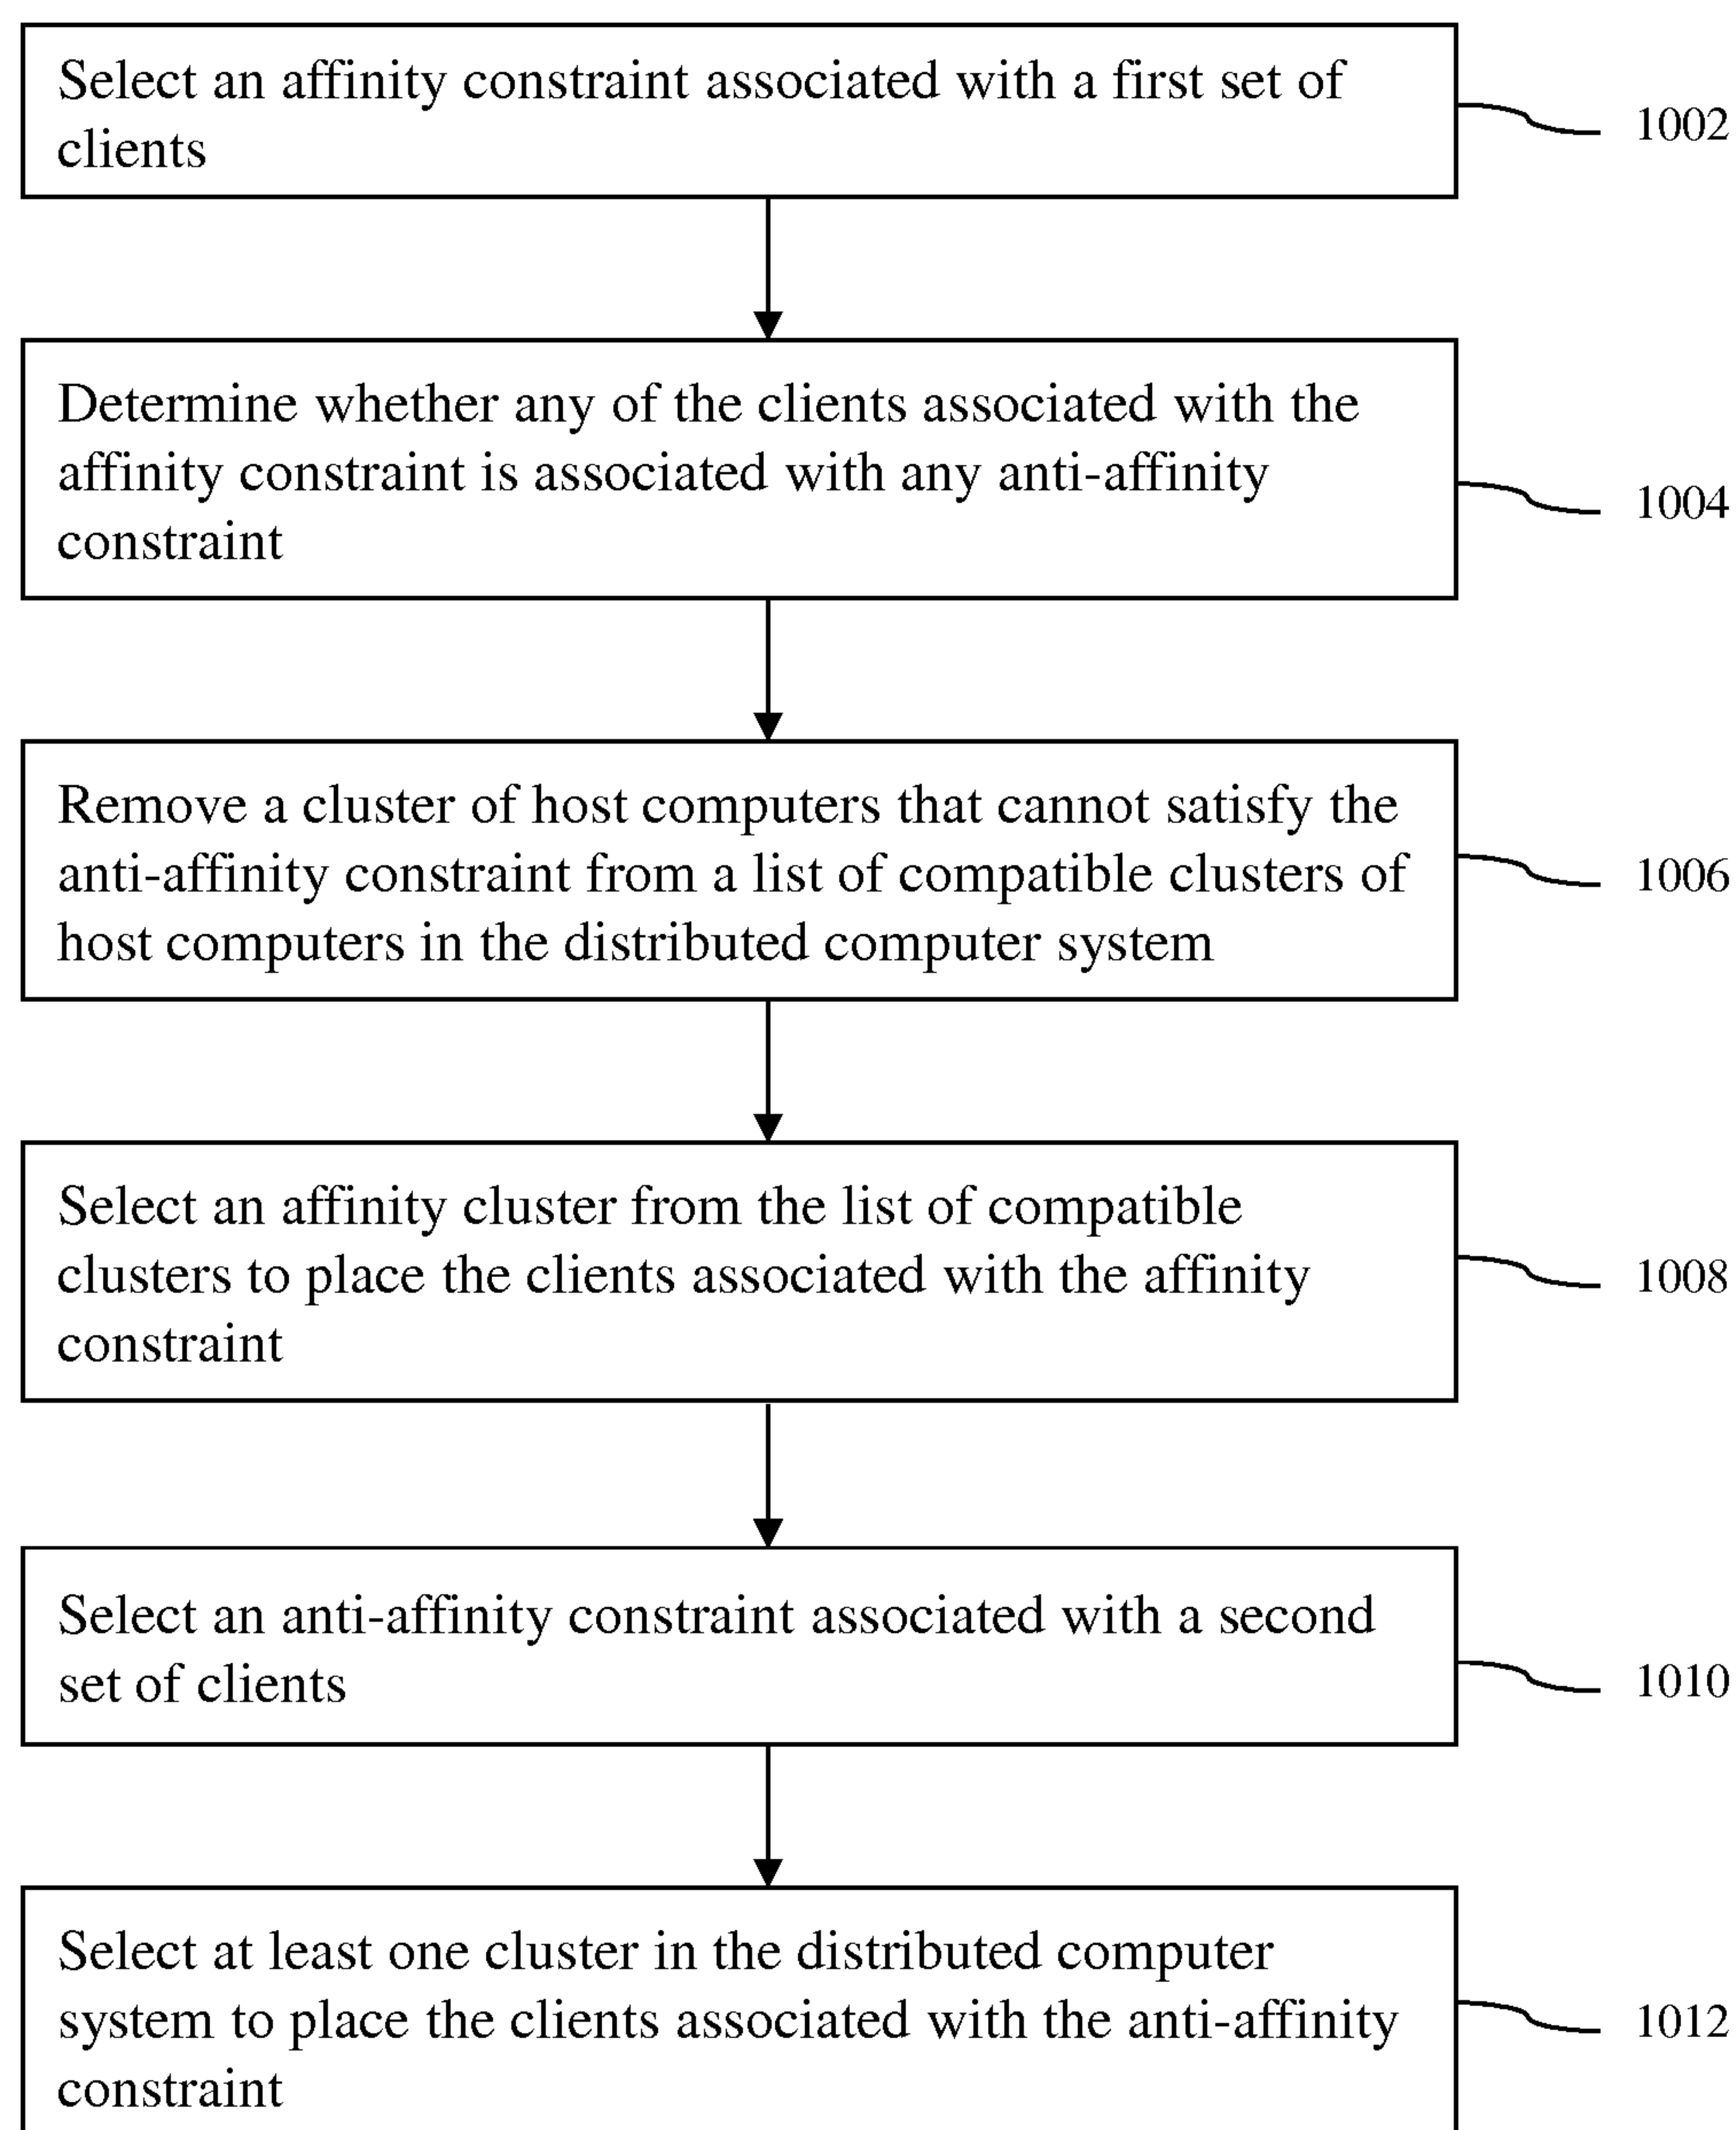 Select an affinity constraint associated with a first set of
clients
1002
Determine whether any of the clients associated with the
affinity constraint is associated with any anti-affinity
constraint
1004
Remove a cluster of host computers that cannot satisfy the
anti-affinity constraint from a list of compatible clusters of
host computers in the distributed computer system
1006
Select an affinity cluster from the list of compatible
clusters to place the clients associated with the affinity
constraint
1008
Select an anti-affinity constraint associated with a second
set of clients
1010
Select at least one cluster in the distributed computer
system to place the clients associated with the anti-affinity
constraint
1012